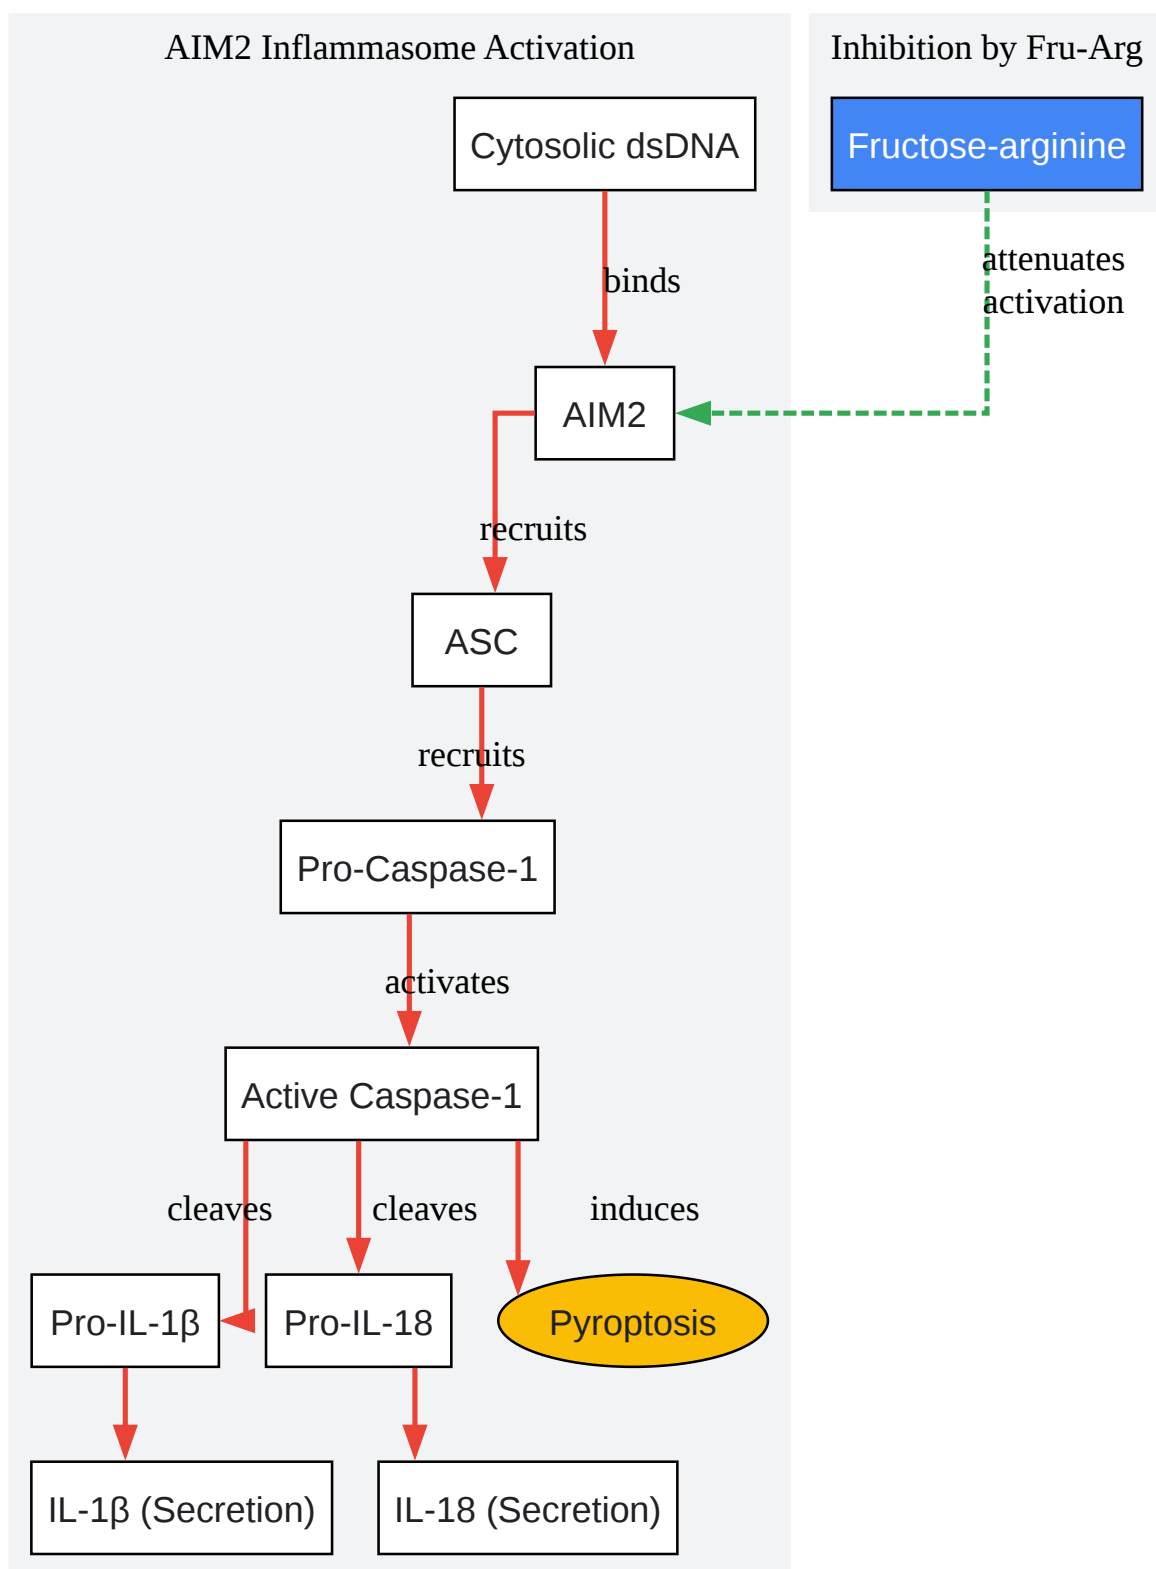 AIM2 Inflammasome Activation
Inhibition by Fru-Arg
Cytosolic dsDNA
Fructose-arginine
binds
attenuates
activation
AIM2
recruits
ASC
recruits
Pro-Caspase-1
activates
Active Caspase-1
cleaves
cleaves
induces
Pro-IL-1β
Pro-IL-18
Pyroptosis
IL-1β (Secretion)
IL-18 (Secretion)